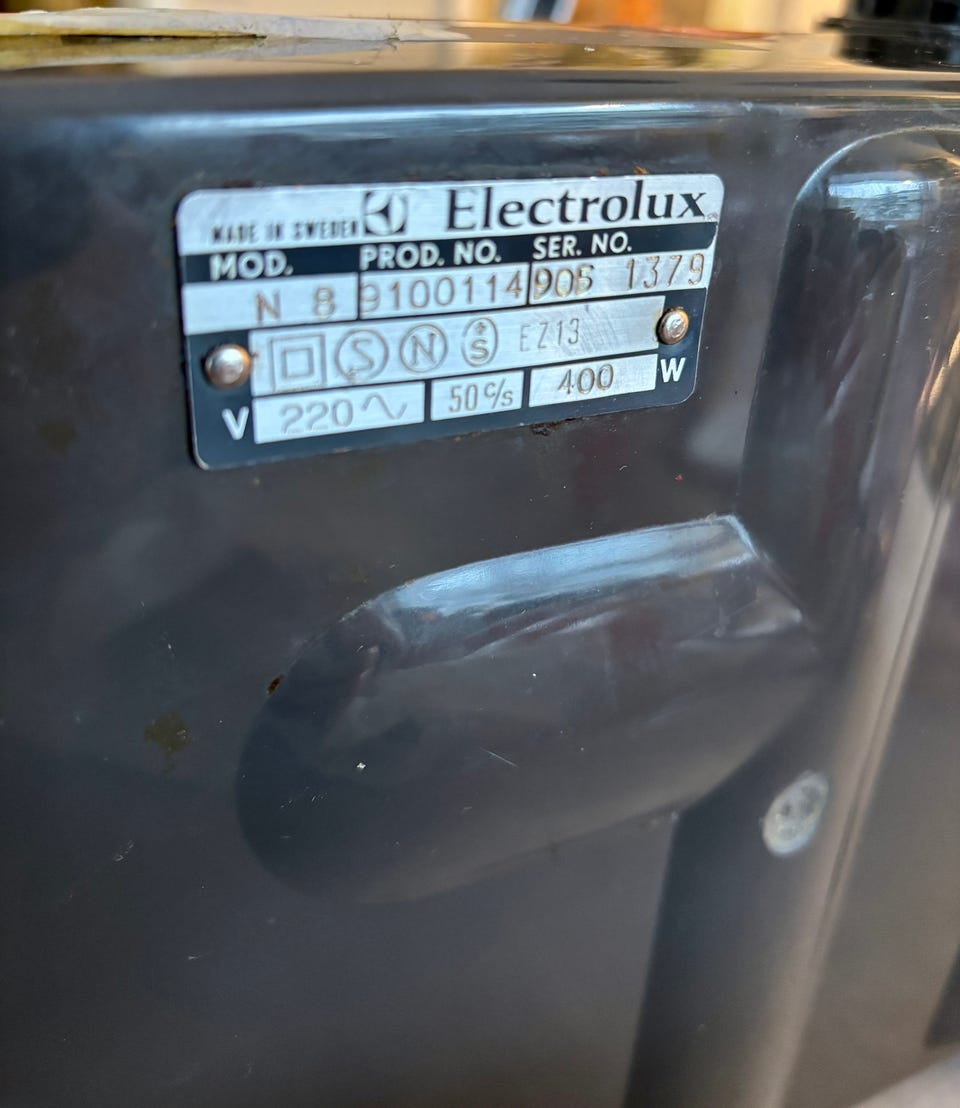 MADE IN SWEDEN Electrolux
MOD. PROD. NO. SER. NO.
N 8 9100114 905 1379
S N S EZ13
V 220 50 c/s 400 W